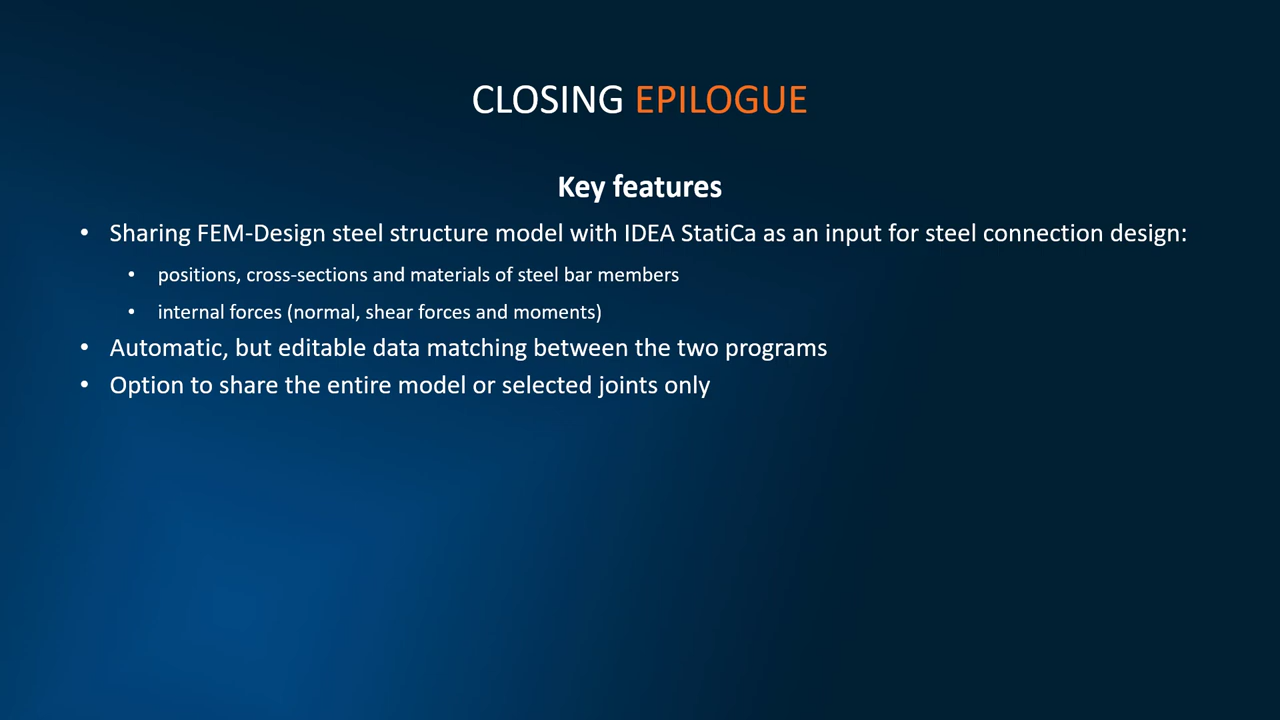 CLOSING EPILOGUE
Key features
• Sharing FEM-Design steel structure model with IDEA StatiCa as an input for steel connection design:
• positions, cross-sections and materials of steel bar members
• internal forces (normal, shear forces and moments)
• Automatic, but editable data matching between the two programs
• Option to share the entire model or selected joints only